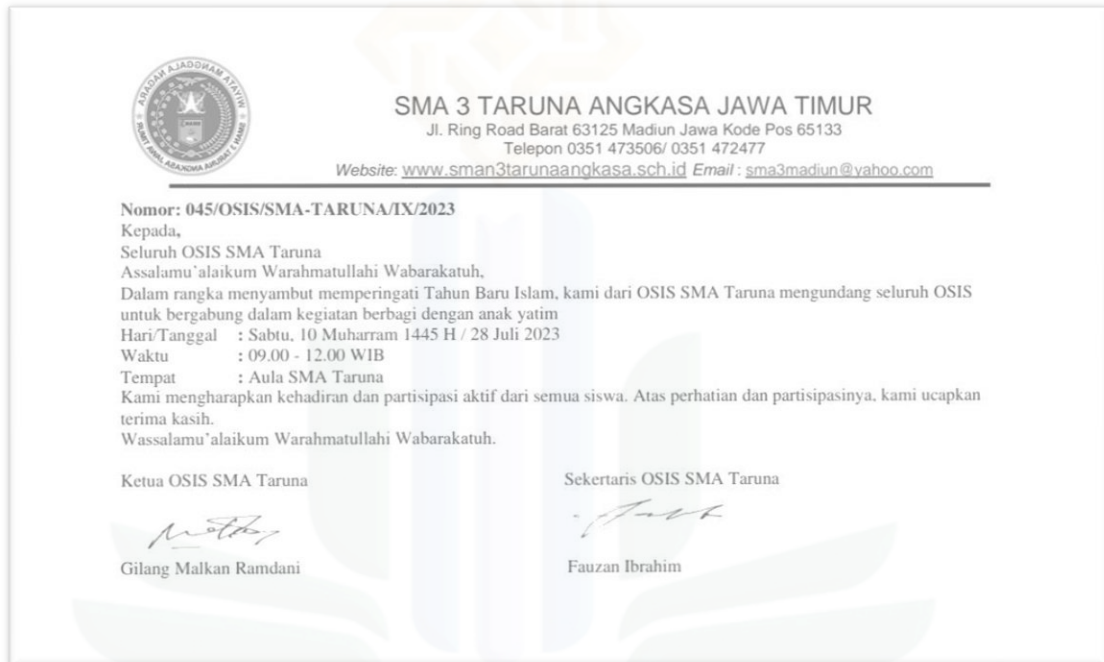 SMA 3 TARUNA ANGKASA JAWA TIMUR
Jl. Ring Road Barat 63125 Madiun Jawa Kode Pos 65133
Telepon 0351 473506/ 0351 472477
Website: www.sman3tarunaangkasa.sch.id Email : sma3madiun@yahoo.com
Nomor: 045/OSIS/SMA-TARUNA/IX/2023
Kepada,
Seluruh OSIS SMA Taruna
Assalamu`alaikum Warahmatullahi Wabarakatuh,
Dalam rangka menyambut memperingati Tahun Baru Islam, kami dari OSIS SMA Taruna mengundang seluruh OSIS
untuk bergabung dalam kegiatan berbagi dengan anak yatim
Hari/Tanggal : Sabtu, 10 Muharram 1445 H / 28 Juli 2023
Waktu : 09.00 - 12.00 WIB
Tempat : Aula SMA Taruna
Kami mengharapkan kehadiran dan partisipasi aktif dari semua siswa. Atas perhatian dan partisipasinya, kami ucapkan
terima kasih.
Wassalamu`alaikum Warahmatullahi Wabarakatuh.
Ketua OSIS SMA Taruna Sekertaris OSIS SMA Taruna
Gilang Malkan Ramdani Fauzan Ibrahim